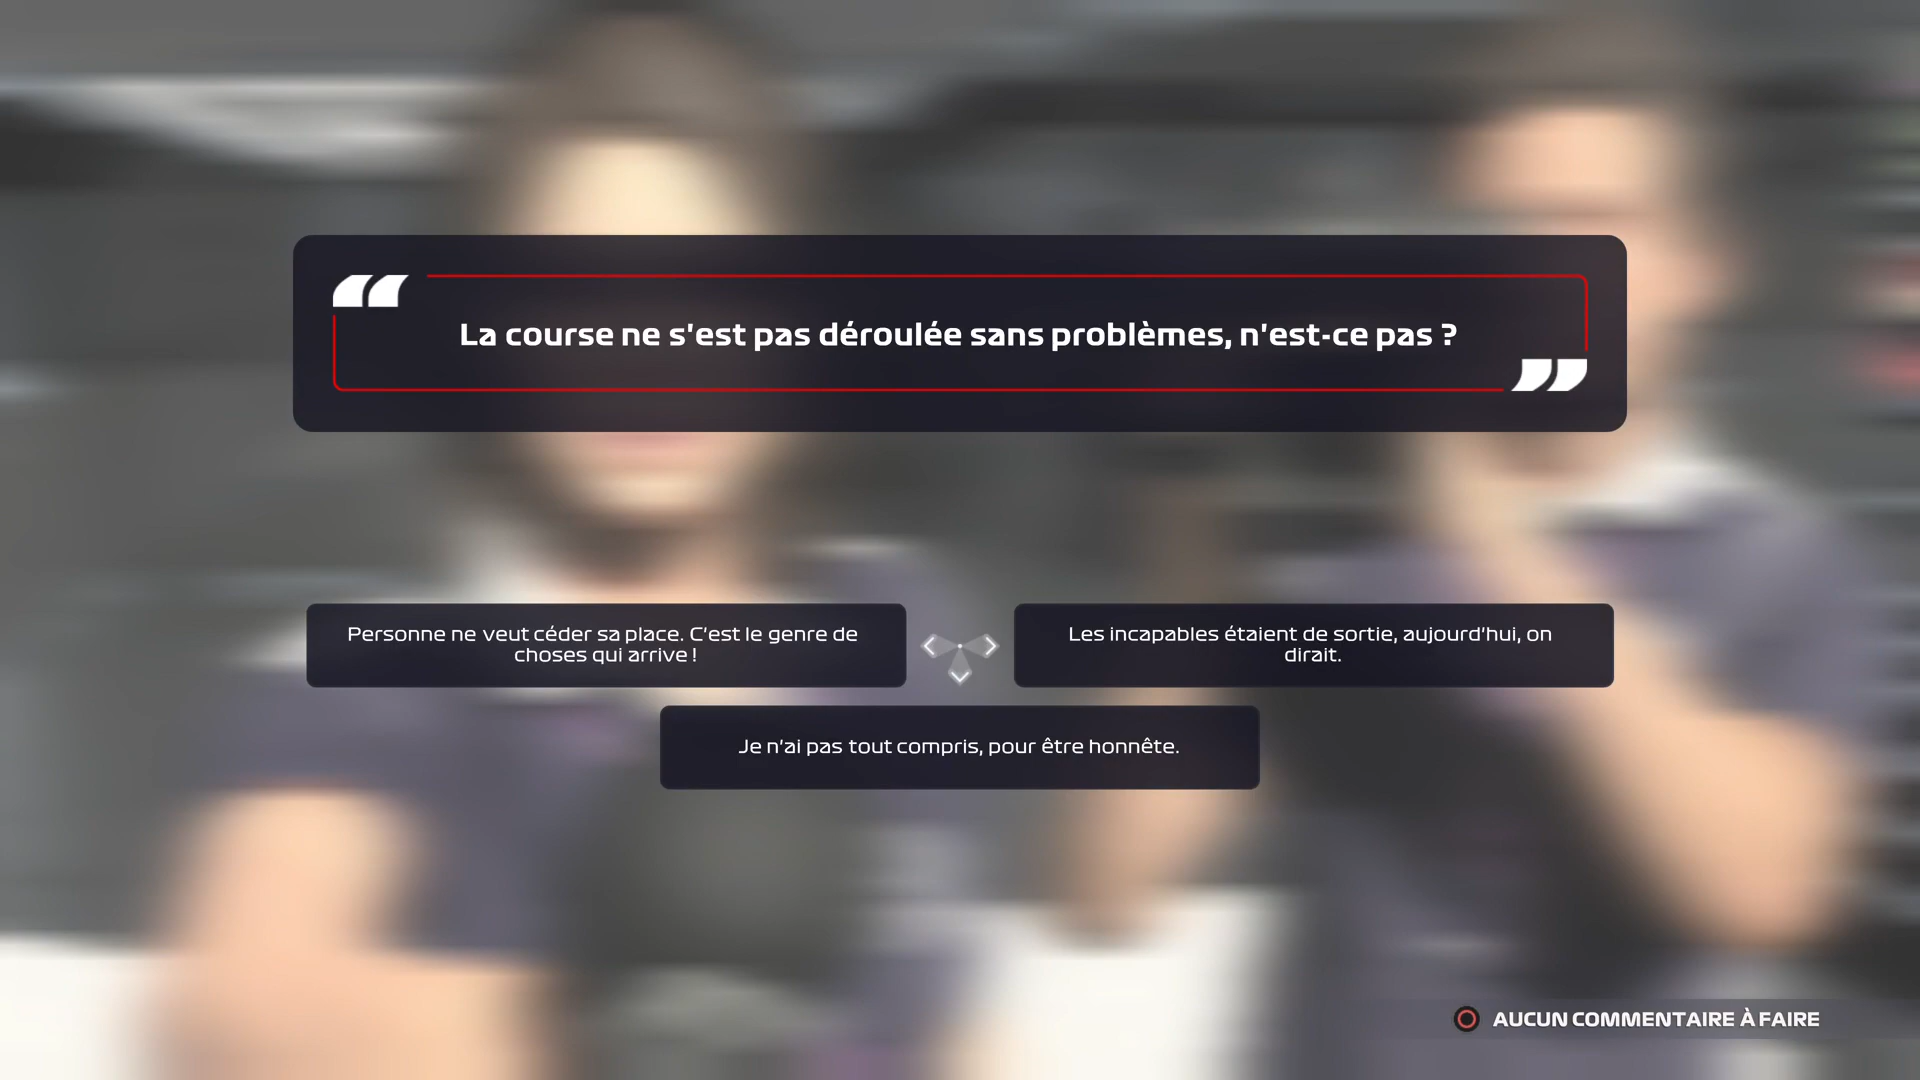 La course ne s'est pas déroulée sans problèmes, n'est-ce pas ?
Personne ne veut céder sa place. C'est le genre de
choses qui arrive !
Les incapables étaient de sortie, aujourd'hui, on
dirait.
Je n'ai pas tout compris, pour être honnête.
AUCUN COMMENTAIRE À FAIRE